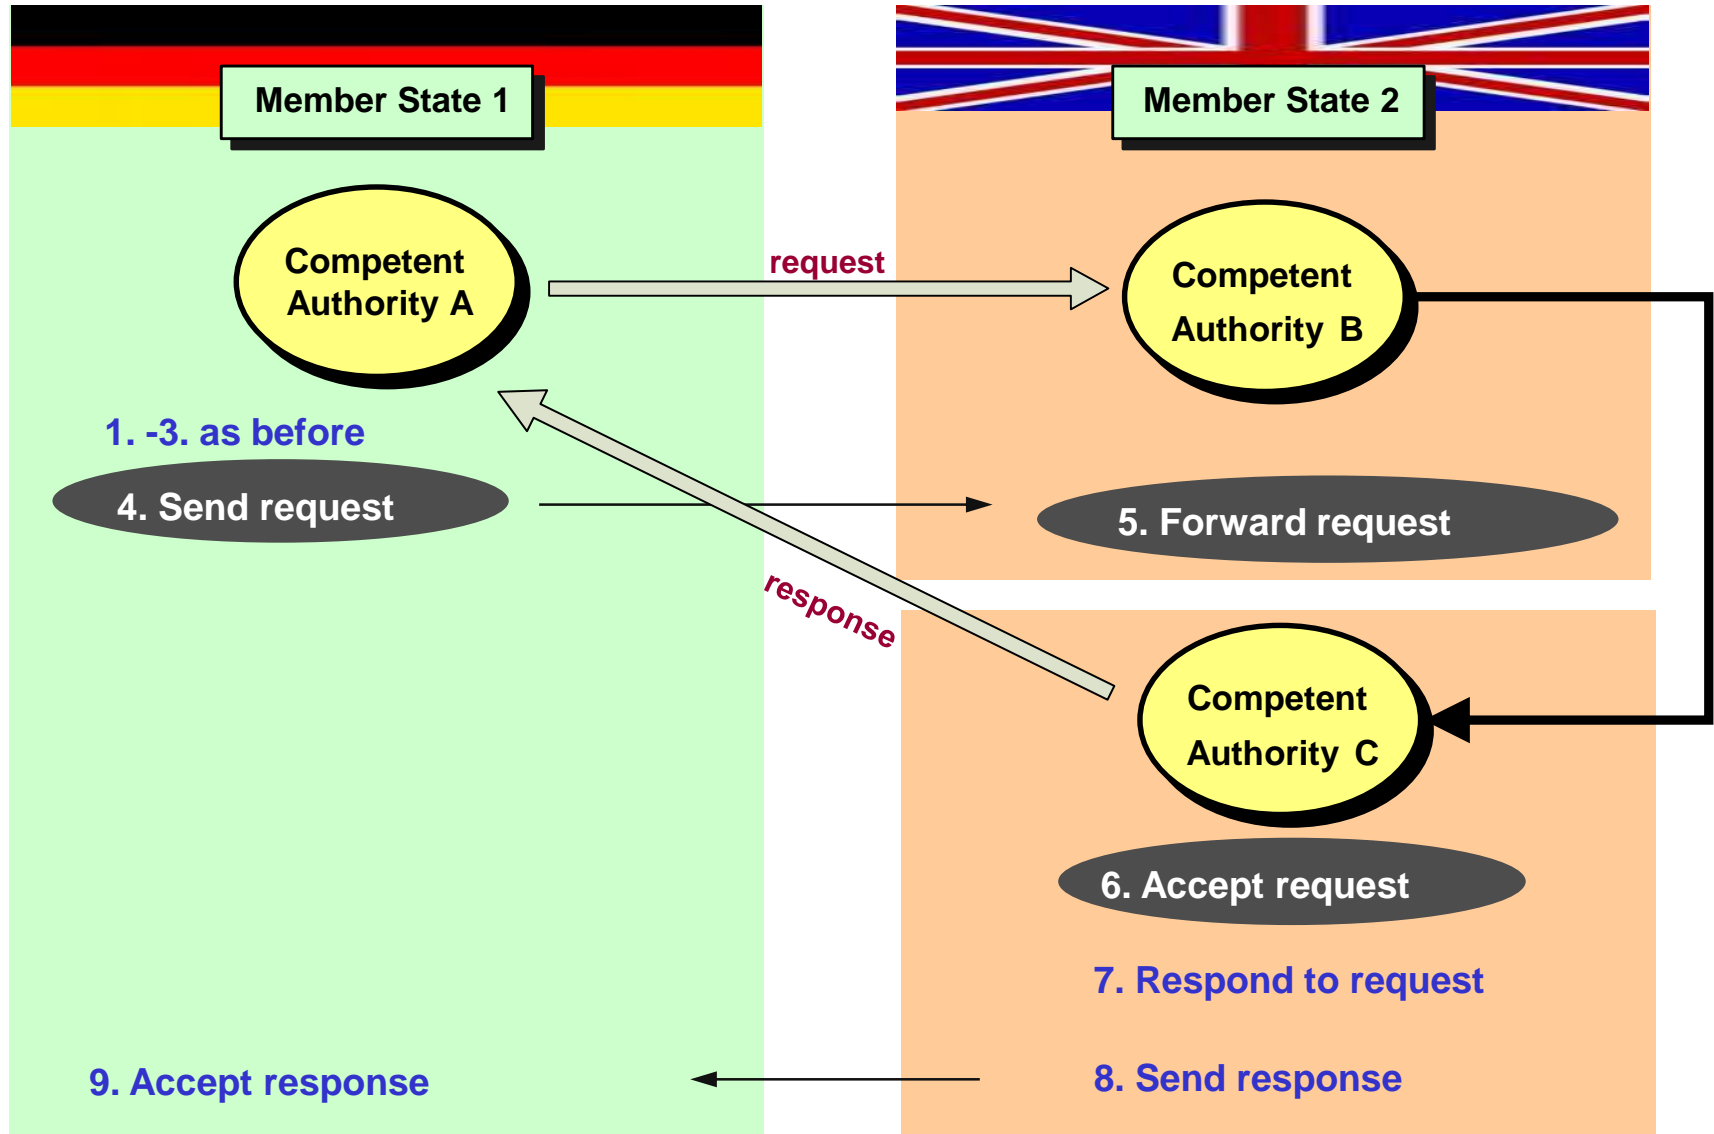 Member State 1
Member State 2
Competent
Authority A
request
Competent
Authority B
1. -3. as before
4. Send request
5. Forward request
response
Competent
Authority C
6. Accept request
7. Respond to request
9. Accept response
8. Send response